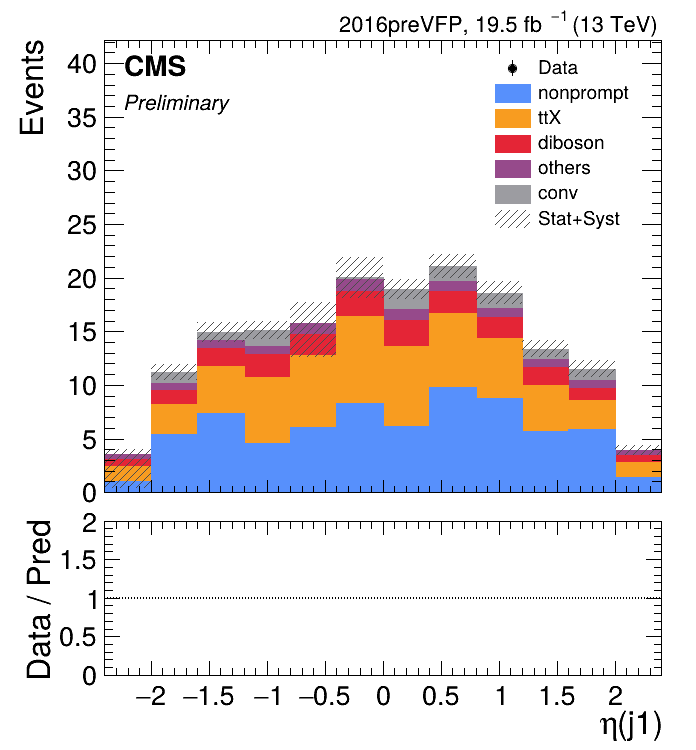 2016preVFP, 19.5 fb⁻¹ (13 TeV)
CMS
Preliminary
Events
40
35
30
25
20
15
10
5
0
Data
nonprompt
ttX
diboson
others
conv
Stat+Syst
Data / Pred
2
1.5
1
0.5
0
−2 −1.5 −1 −0.5 0 0.5 1 1.5 2
η(j1)